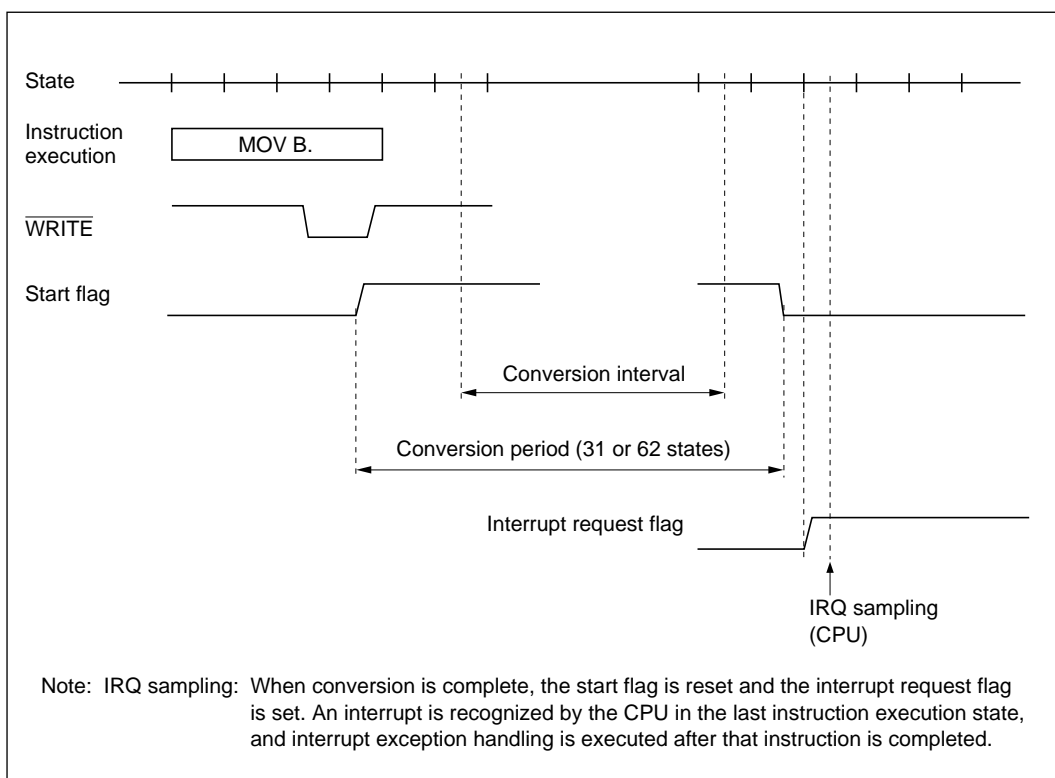 State
Instruction
execution
MOV B.
WRITE
Start flag
Conversion interval
Conversion period (31 or 62 states)
Interrupt request flag
IRQ sampling
(CPU)
Note: IRQ sampling: When conversion is complete, the start flag is reset and the interrupt request flag
is set. An interrupt is recognized by the CPU in the last instruction execution state,
and interrupt exception handling is executed after that instruction is completed.